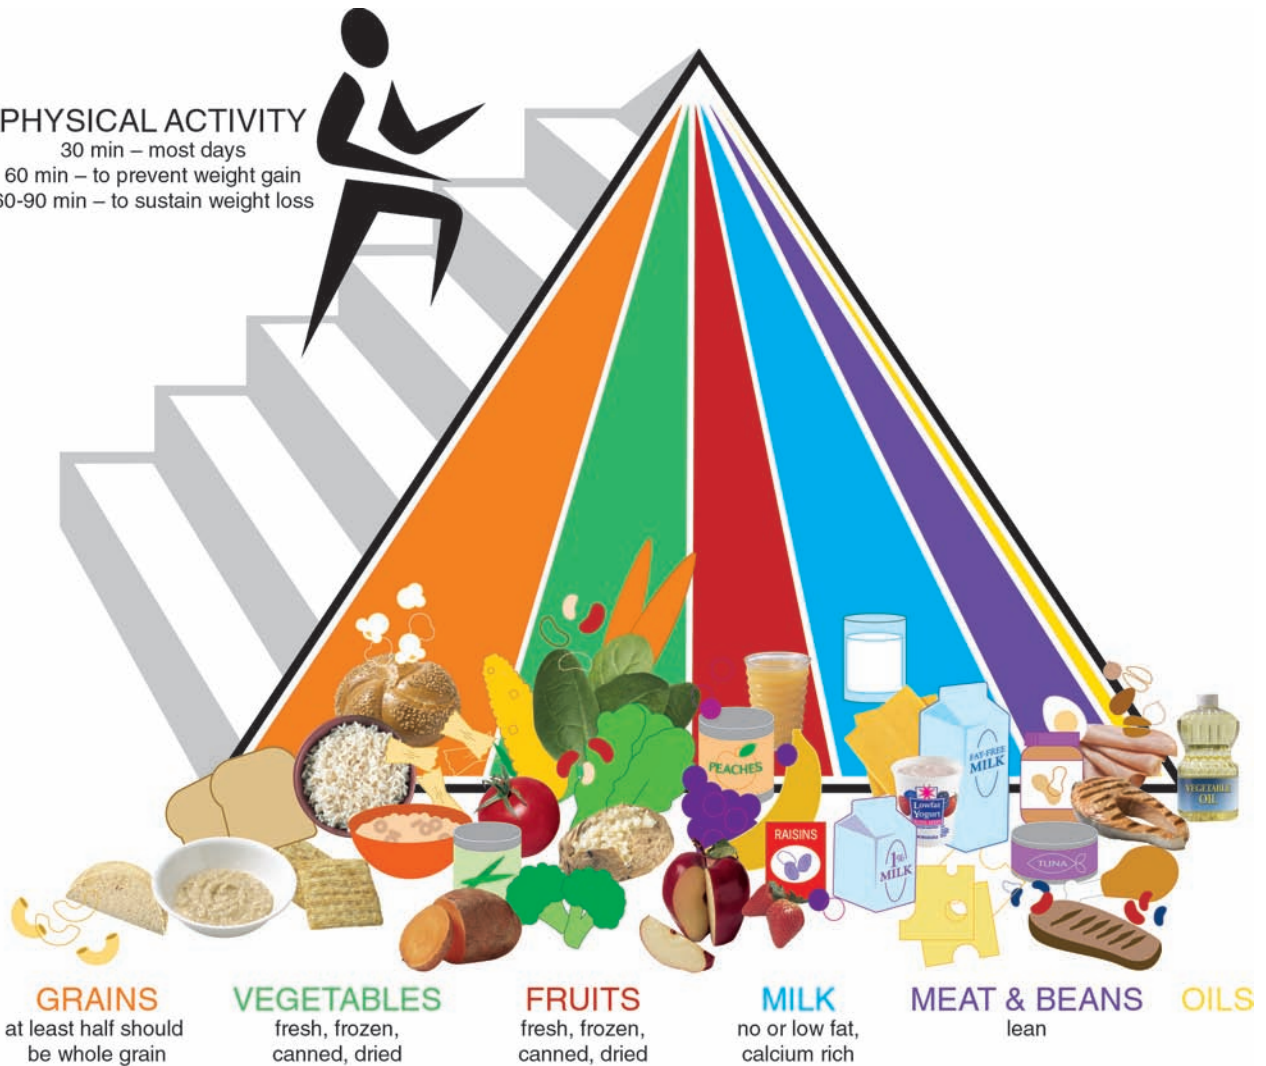 PHYSICAL ACTIVITY
30 min – most days
60 min – to prevent weight gain
60-90 min – to sustain weight loss
PEACHES
FAT-FREE
MILK
Lowfat
Yogurt
VEGETABLE
OIL
RAISINS
1%
MILK
TUNA
GRAINS
at least half should
be whole grain
VEGETABLES
fresh, frozen,
canned, dried
FRUITS
fresh, frozen,
canned, dried
MILK
no or low fat,
calcium rich
MEAT & BEANS
lean
OILS